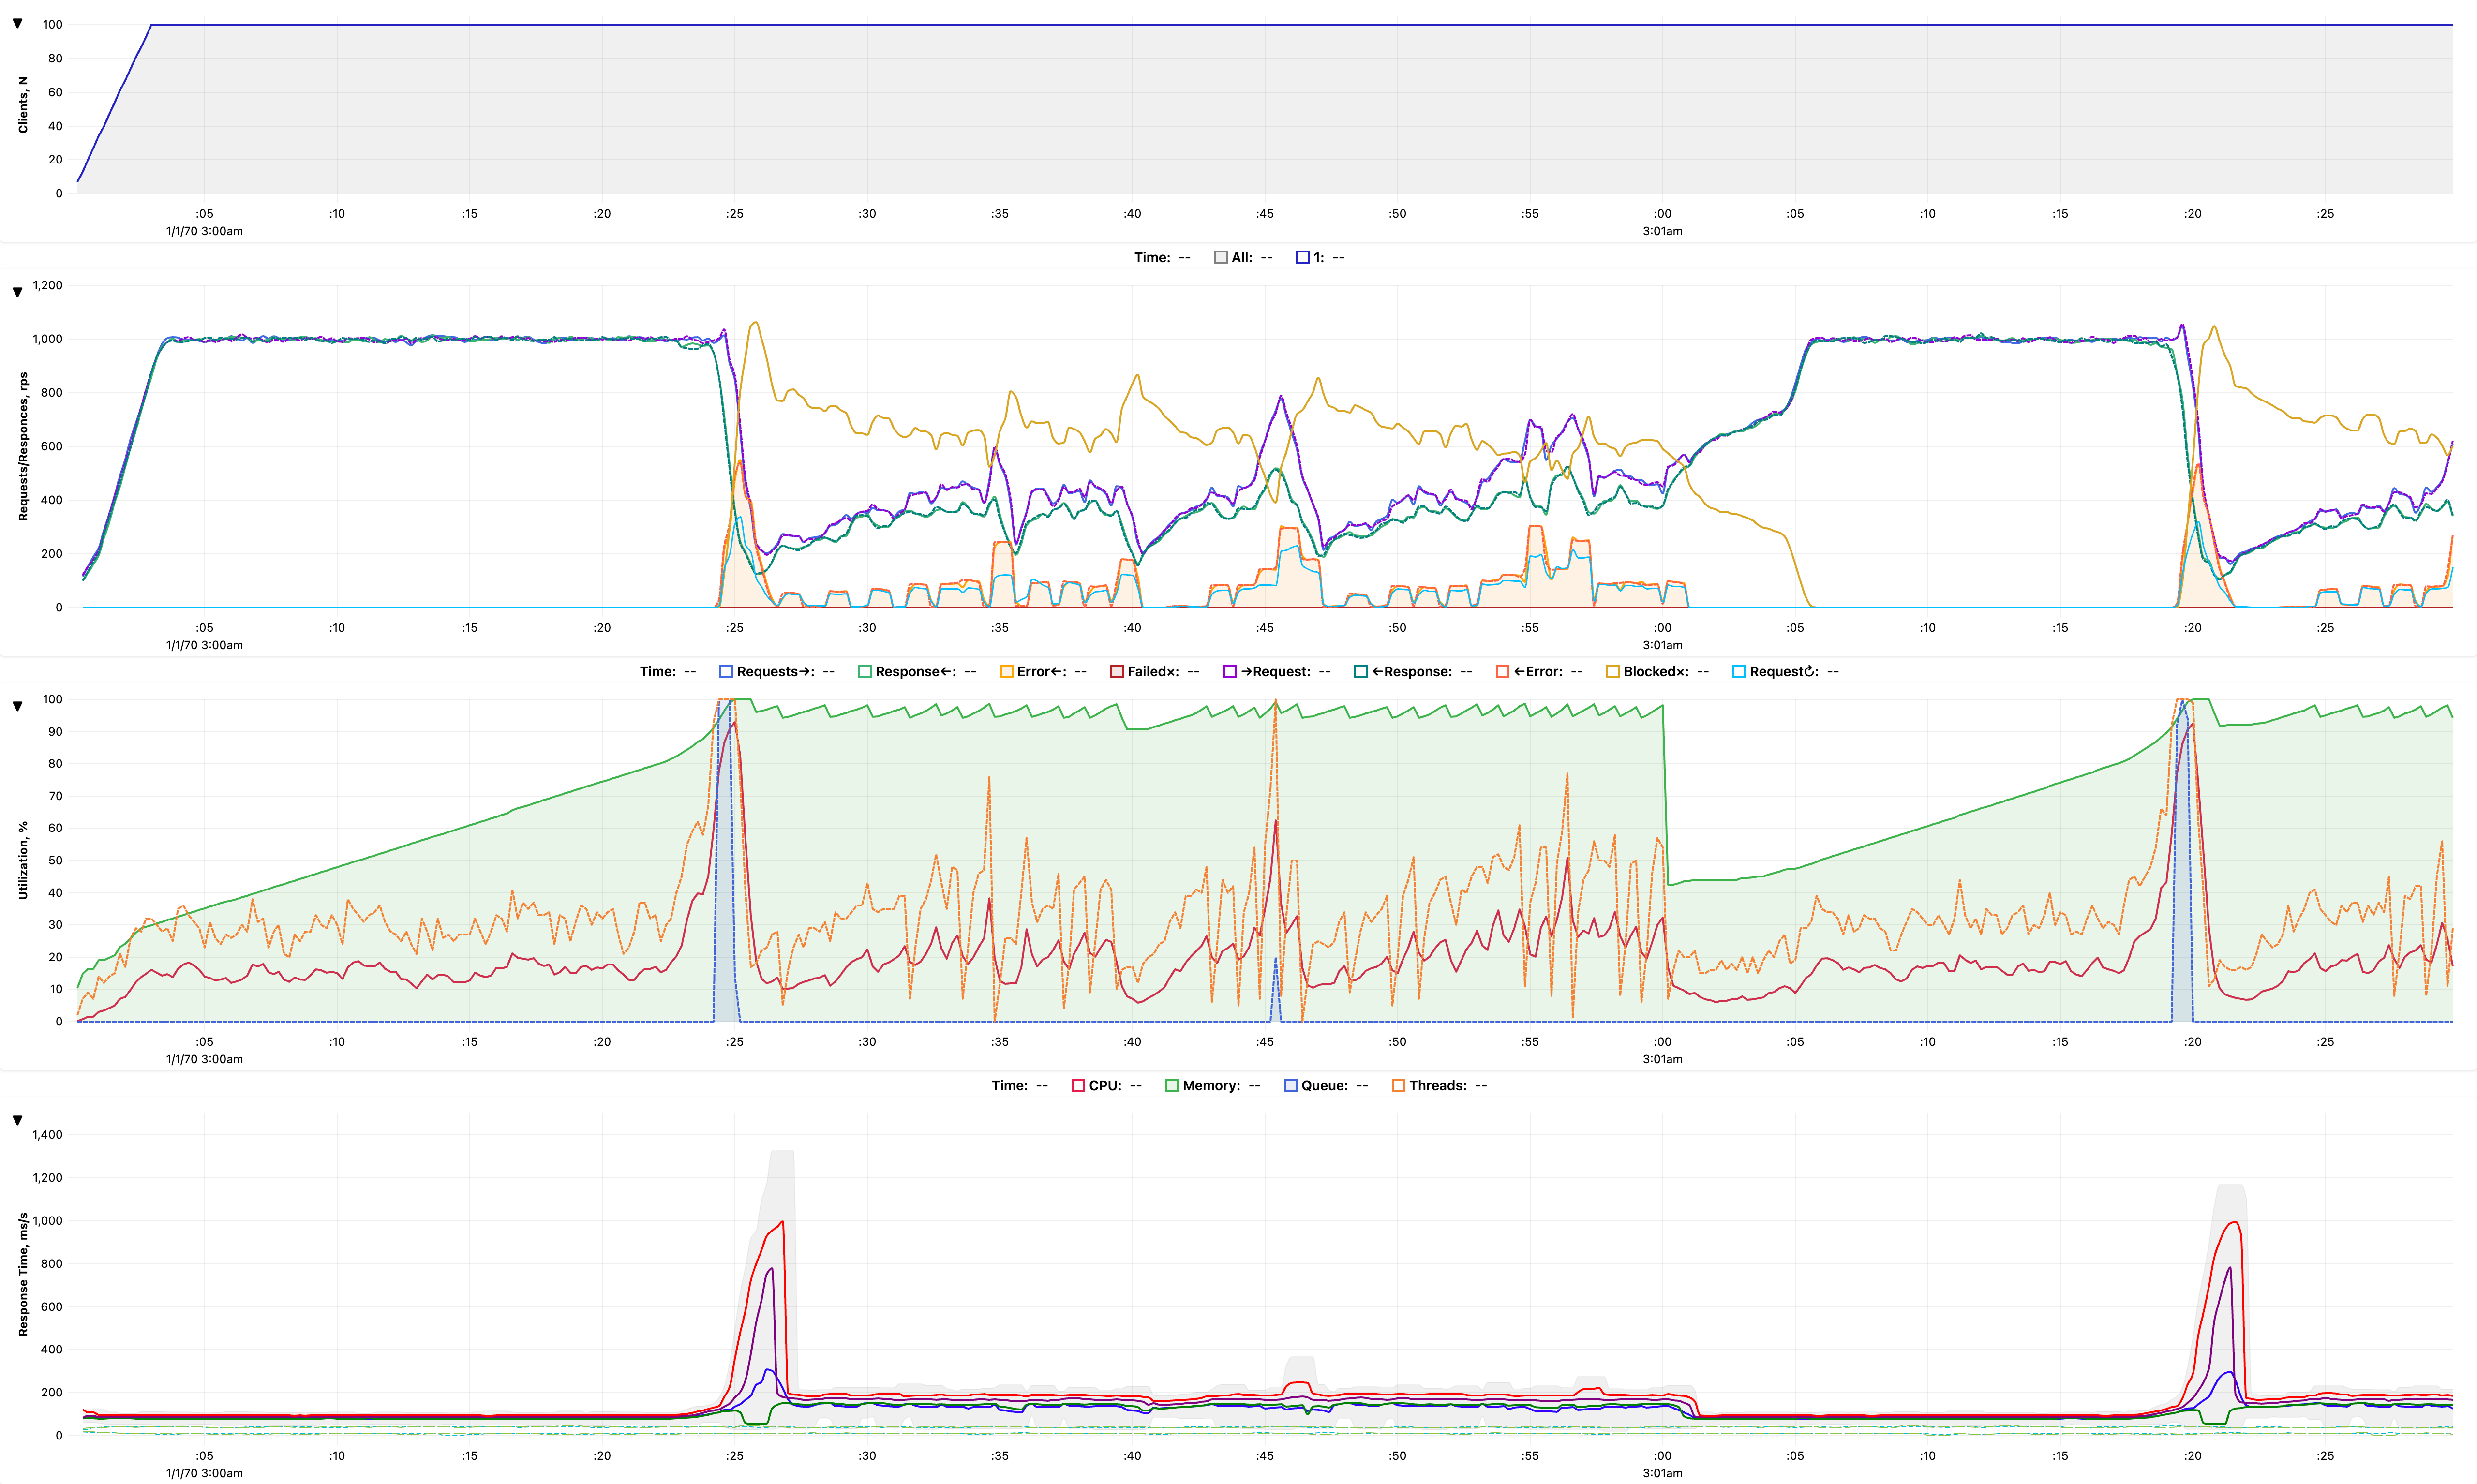 ▼
Clients, N
100
80
60
40
20
0
:05 :10 :15 :20 :25 :30 :35 :40 :45 :50 :55 :00 :05 :10 :15 :20 :25
1/1/70 3:00am 3:01am
Time: -- All: -- 1: --
▼
Requests/Responses, rps
1,200
1,000
800
600
400
200
0
:05 :10 :15 :20 :25 :30 :35 :40 :45 :50 :55 :00 :05 :10 :15 :20 :25
1/1/70 3:00am 3:01am
Time: -- Requests→: -- Response←: -- Error←: -- Failed×: -- →Request: -- ←Response: -- ←Error: -- Blocked×: -- Request↻: --
▼
Utilization, %
100
90
80
70
60
50
40
30
20
10
0
:05 :10 :15 :20 :25 :30 :35 :40 :45 :50 :55 :00 :05 :10 :15 :20 :25
1/1/70 3:00am 3:01am
Time: -- CPU: -- Memory: -- Queue: -- Threads: --
▼
Response Time, ms/s
1,400
1,200
1,000
800
600
400
200
0
:05 :10 :15 :20 :25 :30 :35 :40 :45 :50 :55 :00 :05 :10 :15 :20 :25
1/1/70 3:00am 3:01am